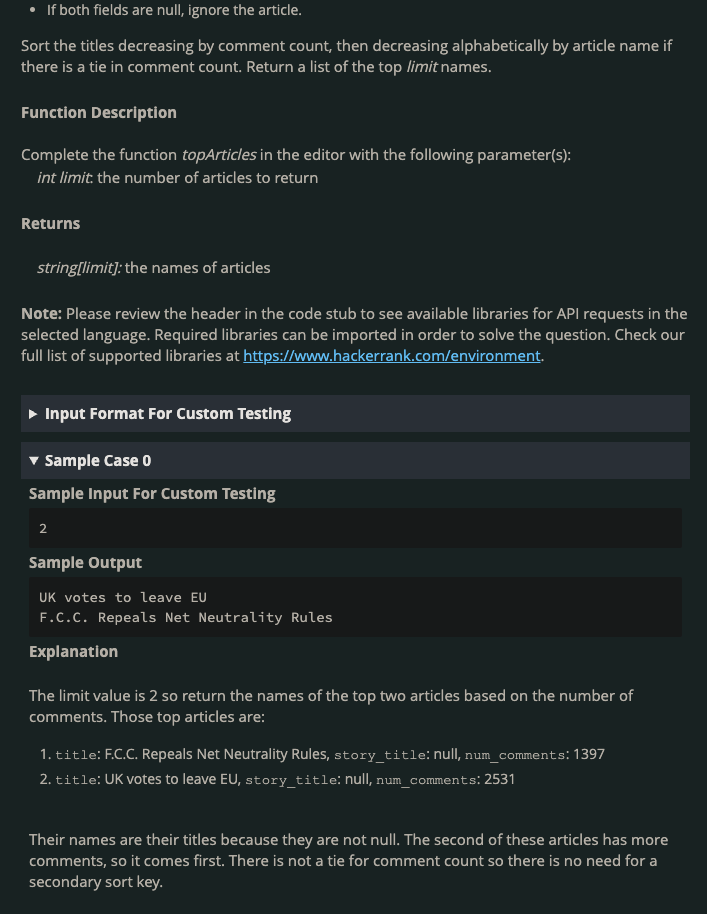 • If both fields are null, ignore the article.
Sort the titles decreasing by comment count, then decreasing alphabetically by article name if
there is a tie in comment count. Return a list of the top limit names.
Function Description
Complete the function topArticles in the editor with the following parameter(s):
int limit: the number of articles to return
Returns
string[limit]: the names of articles
Note: Please review the header in the code stub to see available libraries for API requests in the
selected language. Required libraries can be imported in order to solve the question. Check our
full list of supported libraries at https://www.hackerrank.com/environment.
▶ Input Format For Custom Testing
▼ Sample Case 0
Sample Input For Custom Testing
2
Sample Output
UK votes to leave EU
F.C.C. Repeals Net Neutrality Rules
Explanation
The limit value is 2 so return the names of the top two articles based on the number of
comments. Those top articles are:
1. title: F.C.C. Repeals Net Neutrality Rules, story_title: null, num_comments: 1397
2. title: UK votes to leave EU, story_title: null, num_comments: 2531
Their names are their titles because they are not null. The second of these articles has more
comments, so it comes first. There is not a tie for comment count so there is no need for a
secondary sort key.